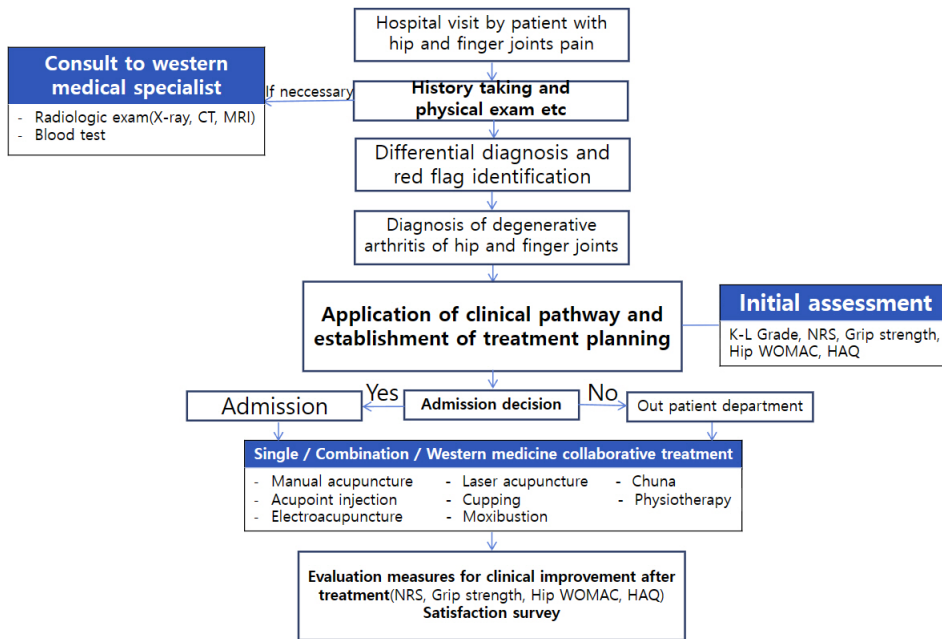 Hospital visit by patient with
hip and finger joints pain
Consult to western
medical specialist
- Radiologic exam(X-ray, CT, MRI)
- Blood test
If neccessary
History taking and
physical exam etc
Differential diagnosis and
red flag identification
Diagnosis of degenerative
arthritis of hip and finger joints
Application of clinical pathway and
establishment of treatment planning
Initial assessment
K-L Grade, NRS, Grip strength,
Hip WOMAC, HAQ
Admission
Yes
Admission decision
No
Out patient department
Single / Combination / Western medicine collaborative treatment
- Manual acupuncture
- Acupoint injection
- Electroacupuncture
- Laser acupuncture
- Cupping
- Moxibustion
- Chuna
- Physiotherapy
Evaluation measures for clinical improvement after
treatment(NRS, Grip strength, Hip WOMAC, HAQ)
Satisfaction survey